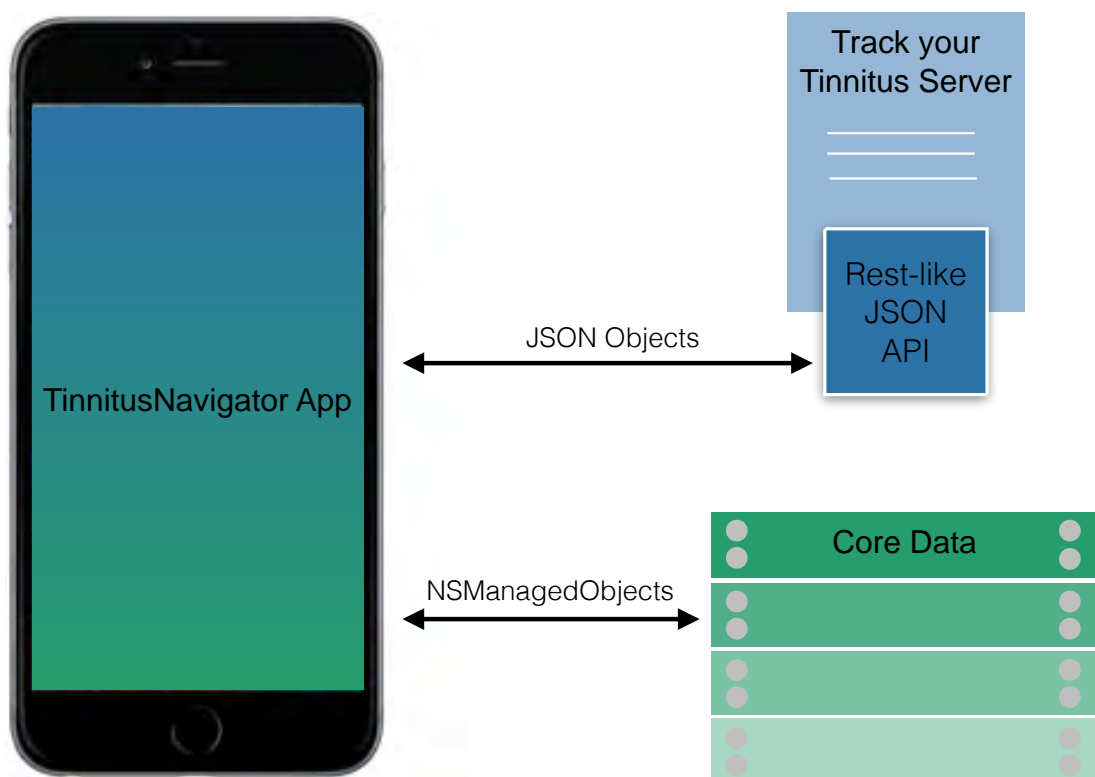 Track your
Tinnitus Server
Rest-like
JSON
API
JSON Objects
TinnitusNavigator App
Core Data
NSManagedObjects